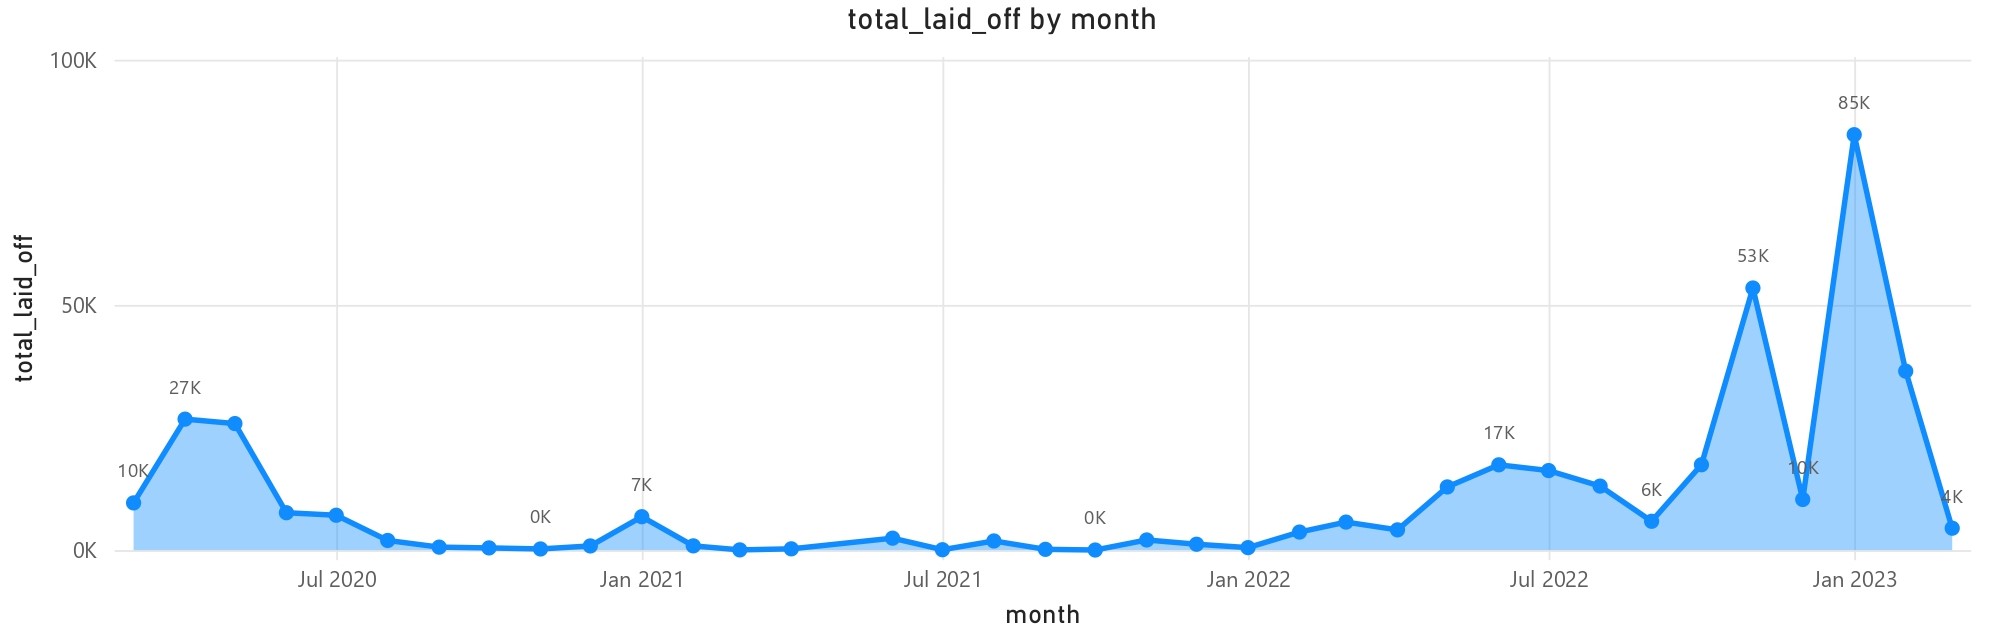 total_laid_off by month
100K
50K
0K
total_laid_off
10K
27K
0K
7K
0K
17K
6K
53K
10K
85K
4K
Jul 2020
Jan 2021
Jul 2021
Jan 2022
Jul 2022
Jan 2023
month